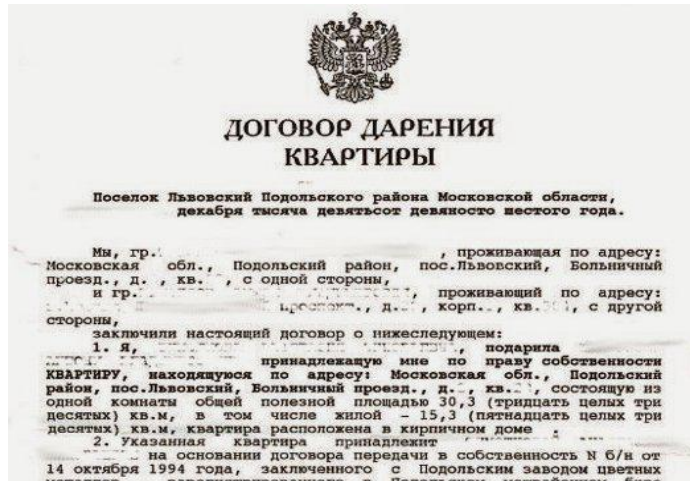 ДОГОВОР ДАРЕНИЯ
КВАРТИРЫ
Поселок Львовский Подольского района Московской области,
декабря тысяча девятьсот девяносто шестого года.
Мы, гр. , проживающая по адресу:
Московская обл., Подольский район, пос.Львовский, Больничный
проезд., д. , кв. , с одной стороны,
и гр. , проживающий по адресу:
д. , корп. , кв. , с другой
стороны,
заключили настоящий договор о нижеследующем:
1. Я, , подарила
принадлежащую мне по праву собственности
КВАРТИРУ, находящуюся по адресу: Московская обл., Подольский
район, пос.Львовский, Больничный проезд., д. , кв. , состоящую из
одной комнаты общей полезной площадью 30,3 (тридцать целых три
десятых) кв.м, в том числе жилой - 15,3 (пятнадцать целых три
десятых) кв.м, квартира расположена в кирпичном доме .
2. Указанная квартира принадлежит
на основании договора передачи в собственность N б/н от
14 октября 1994 года, заключенного с Подольским заводом цветных